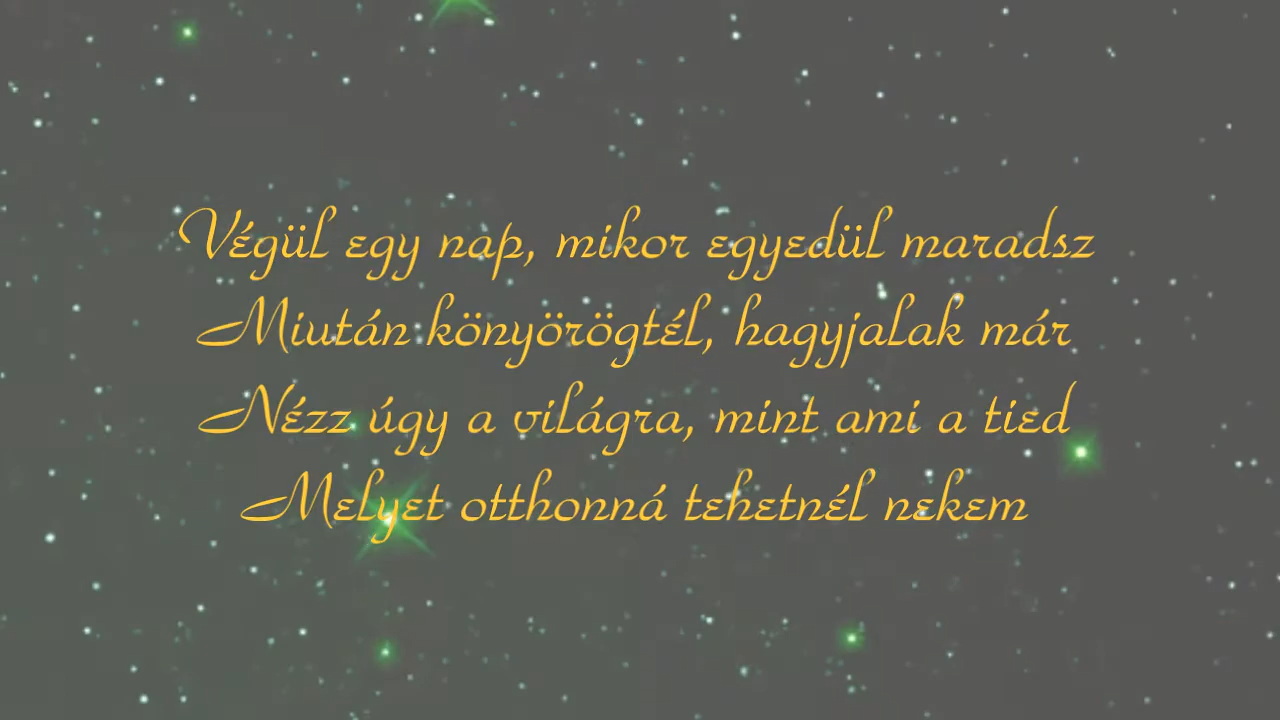 Végül egy nap, mikor egyedül maradsz
Miután könyörögtél, hagyjalak már
Nézz úgy a világra, mint ami a tied
Melyet otthonná tehetnél nekem